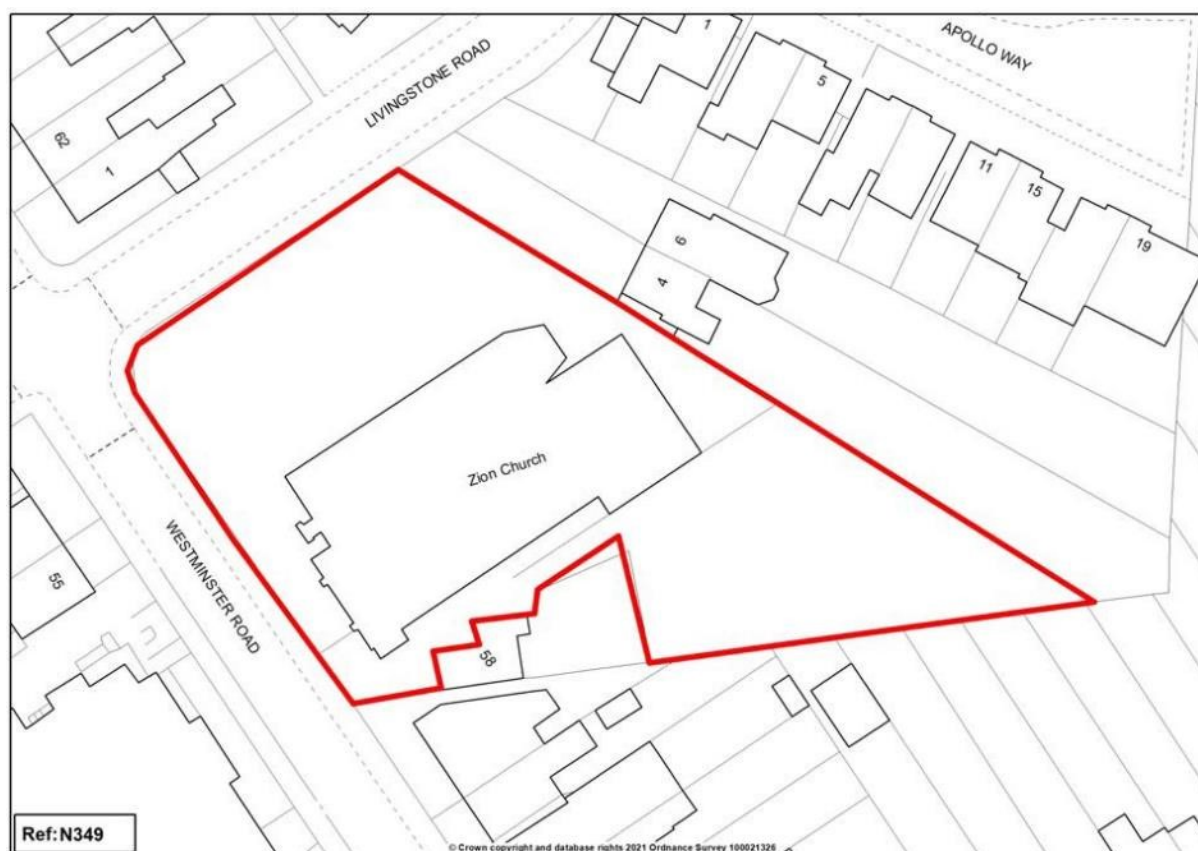 APOLLO WAY
LIVINGSTONE ROAD
1
5
62
1
11
15
19
6
4
Zion Church
WESTMINSTER ROAD
55
58
Ref:N349
© Crown copyright and database rights 2021 Ordnance Survey 100021326